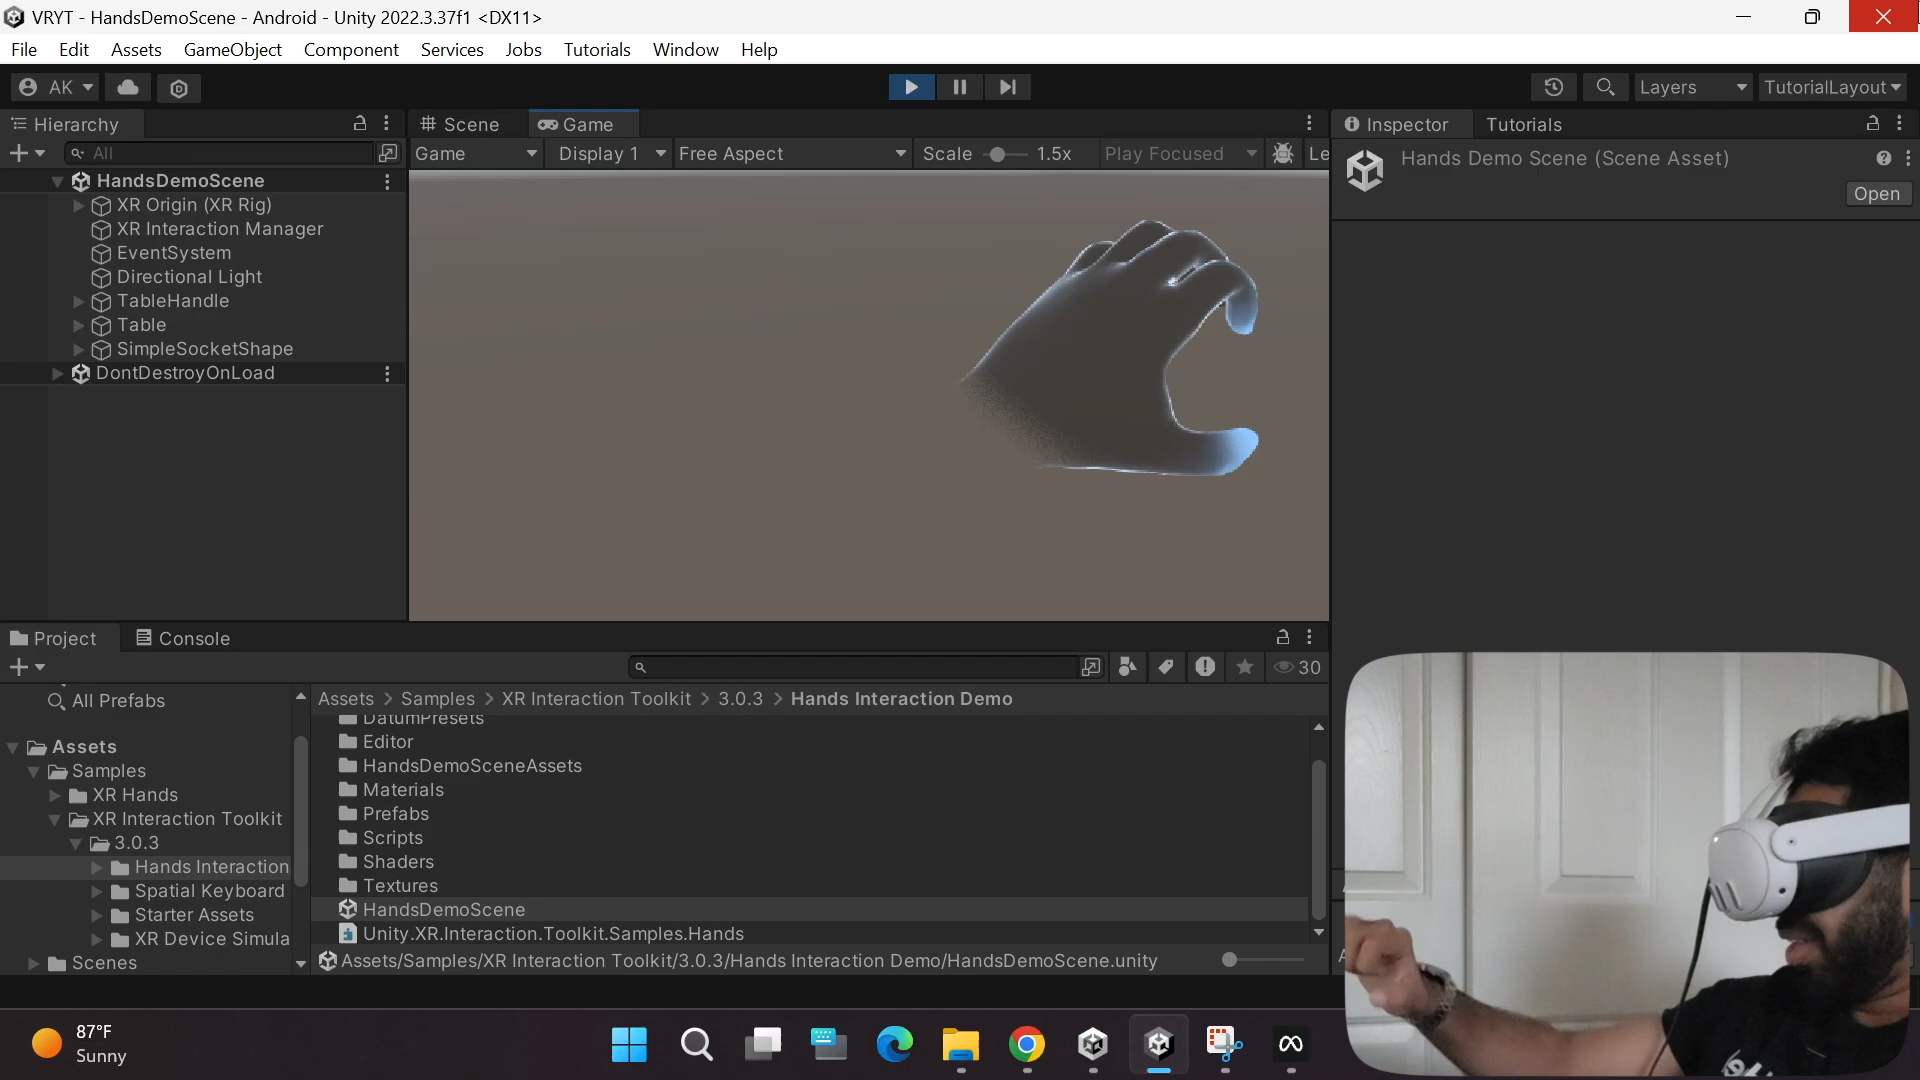 VRYT - HandsDemoScene - Android - Unity 2022.3.37f1 <DX11>
File Edit Assets GameObject Component Services Jobs Tutorials Window Help
AK Layers TutorialLayout
Hierarchy
Scene Game
Inspector Tutorials
All
Game Display 1 Free Aspect Scale 1.5x Play Focused Le
Hands Demo Scene (Scene Asset)
Open
HandsDemoScene
XR Origin (XR Rig)
XR Interaction Manager
EventSystem
Directional Light
TableHandle
Table
SimpleSocketShape
DontDestroyOnLoad
Project Console
30
All Prefabs
Assets
Samples
XR Hands
XR Interaction Toolkit
3.0.3
Hands Interaction
Spatial Keyboard
Starter Assets
XR Device Simula
Scenes
Assets > Samples > XR Interaction Toolkit > 3.0.3 > Hands Interaction Demo
DatumPresets
Editor
HandsDemoSceneAssets
Materials
Prefabs
Scripts
Shaders
Textures
HandsDemoScene
Unity.XR.Interaction.Toolkit.Samples.Hands
Assets/Samples/XR Interaction Toolkit/3.0.3/Hands Interaction Demo/HandsDemoScene.unity
87°F
Sunny